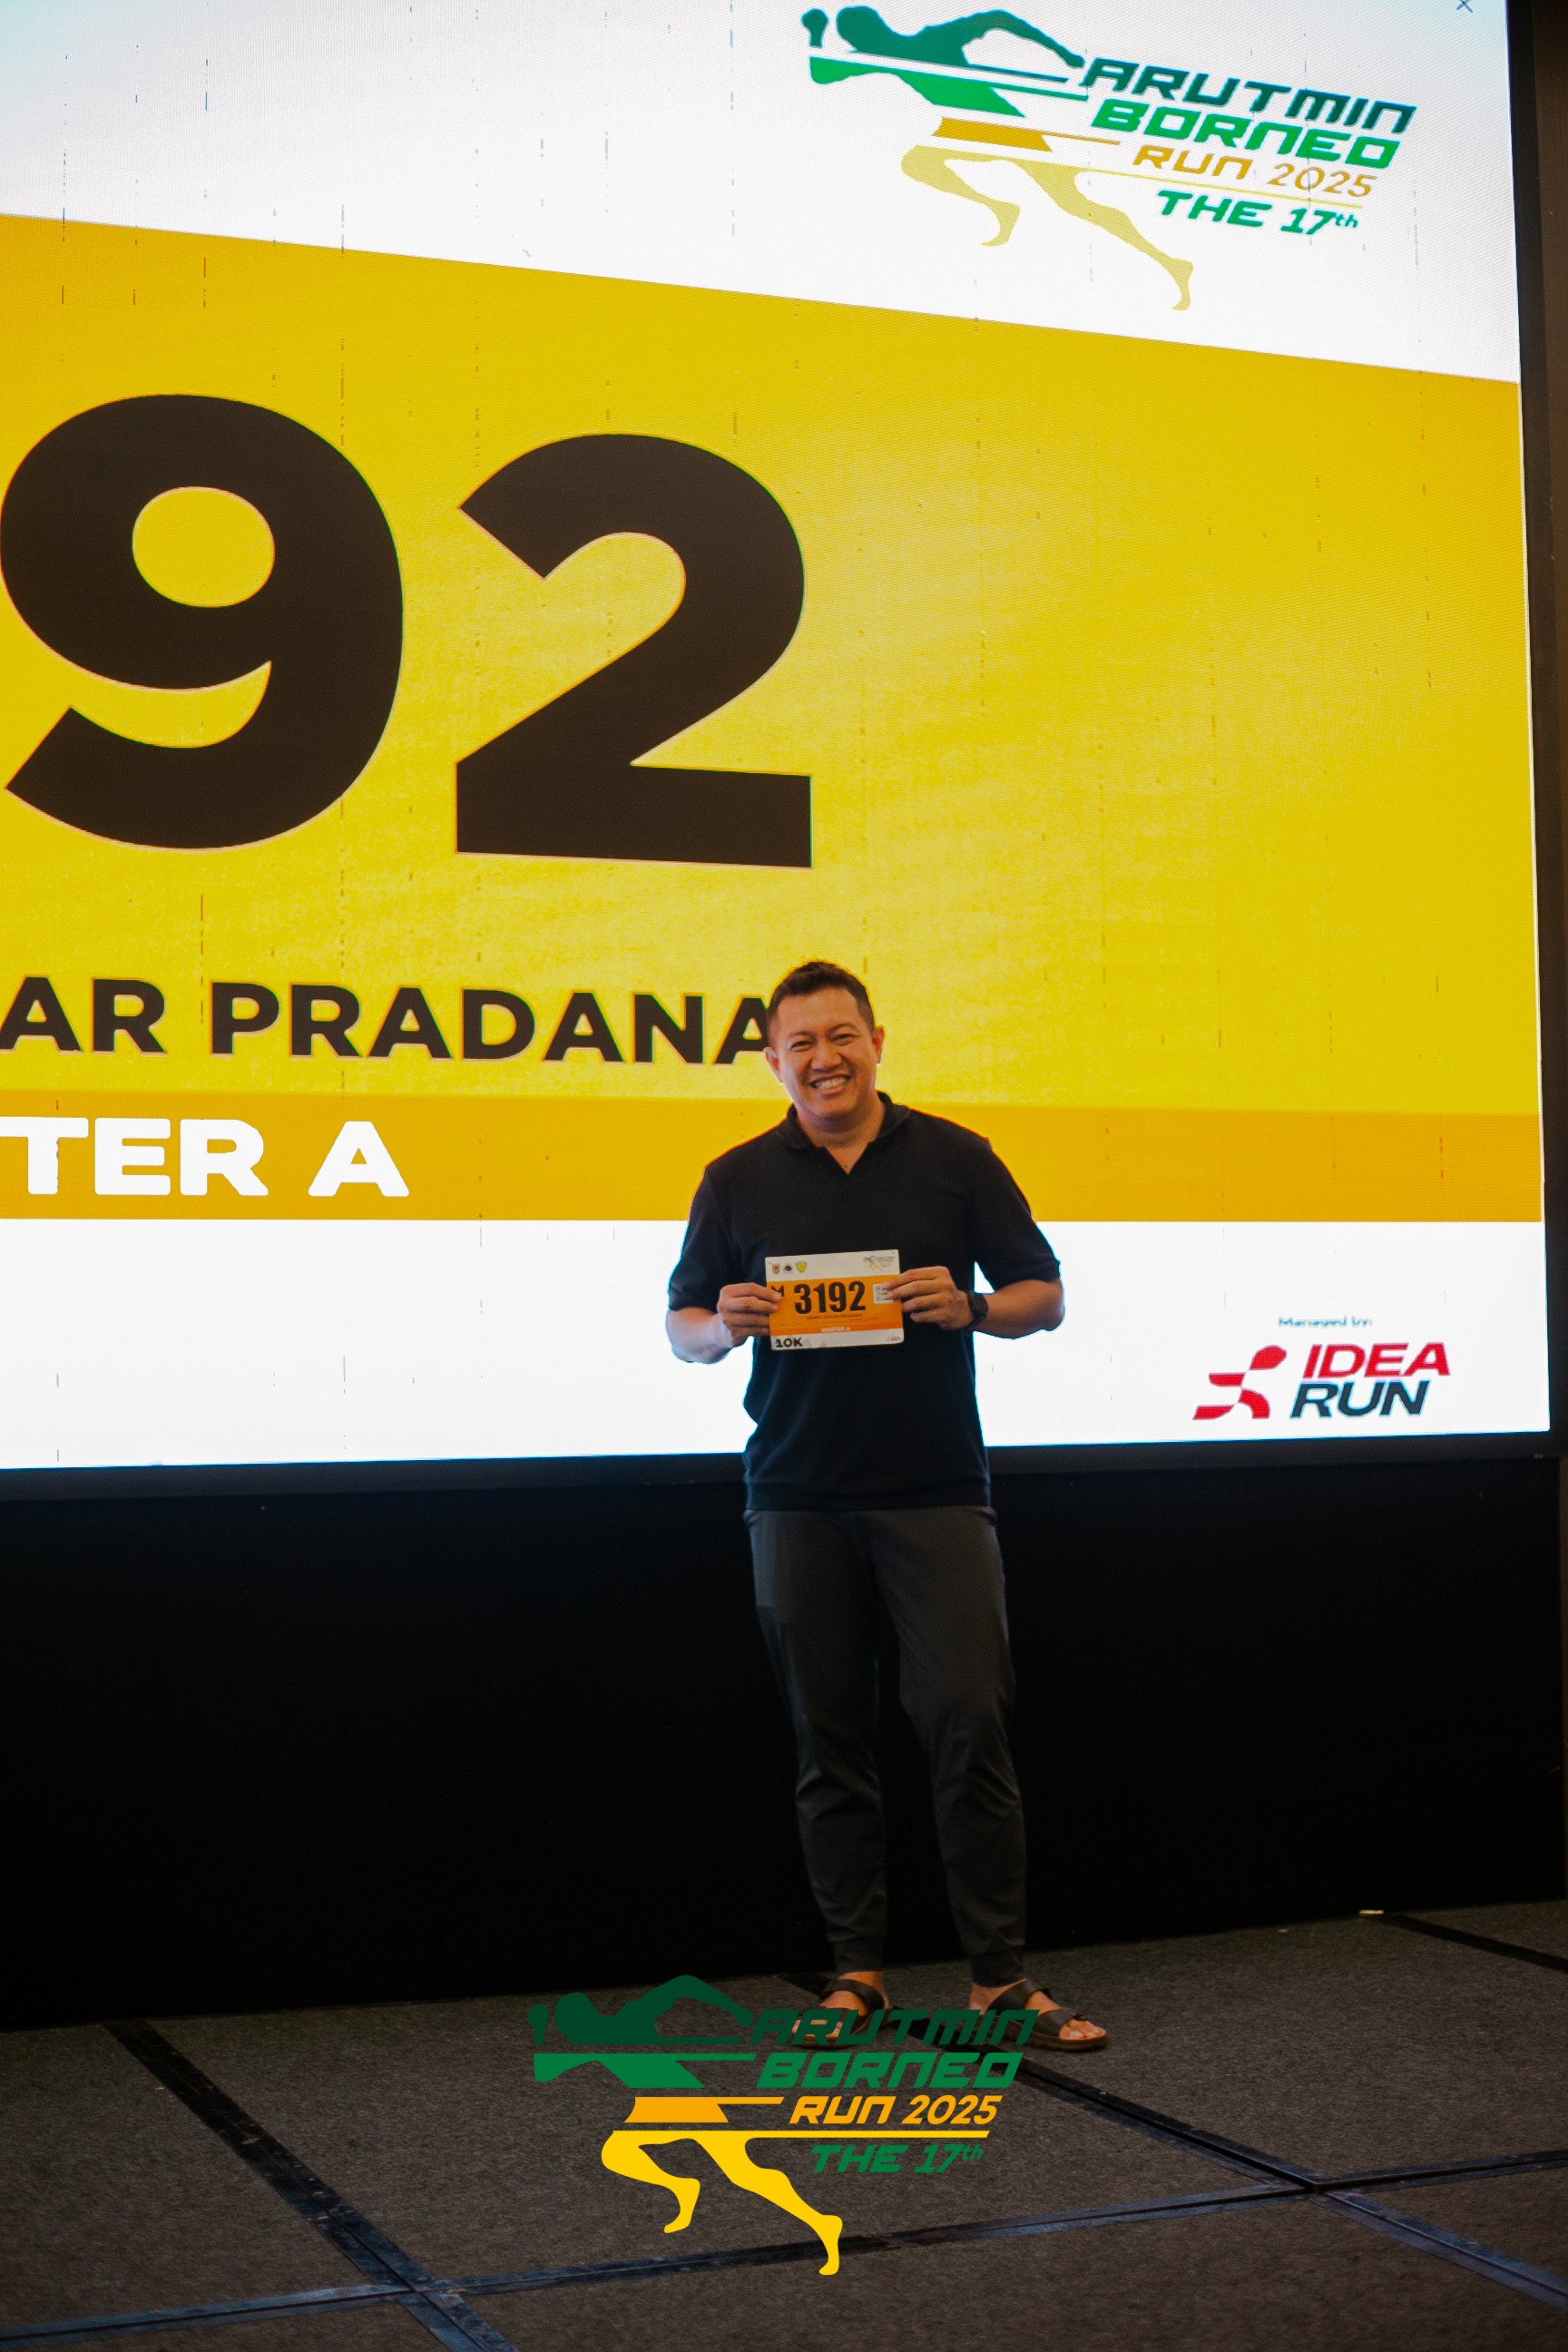 ARUTMIN
BORNEO
RUN 2025
THE 17th
92
AR PRADANA
TER A
3192
MASTER A
10K
Managed by:
IDEA
RUN
ARUTMIN
BORNEO
RUN 2025
THE 17th